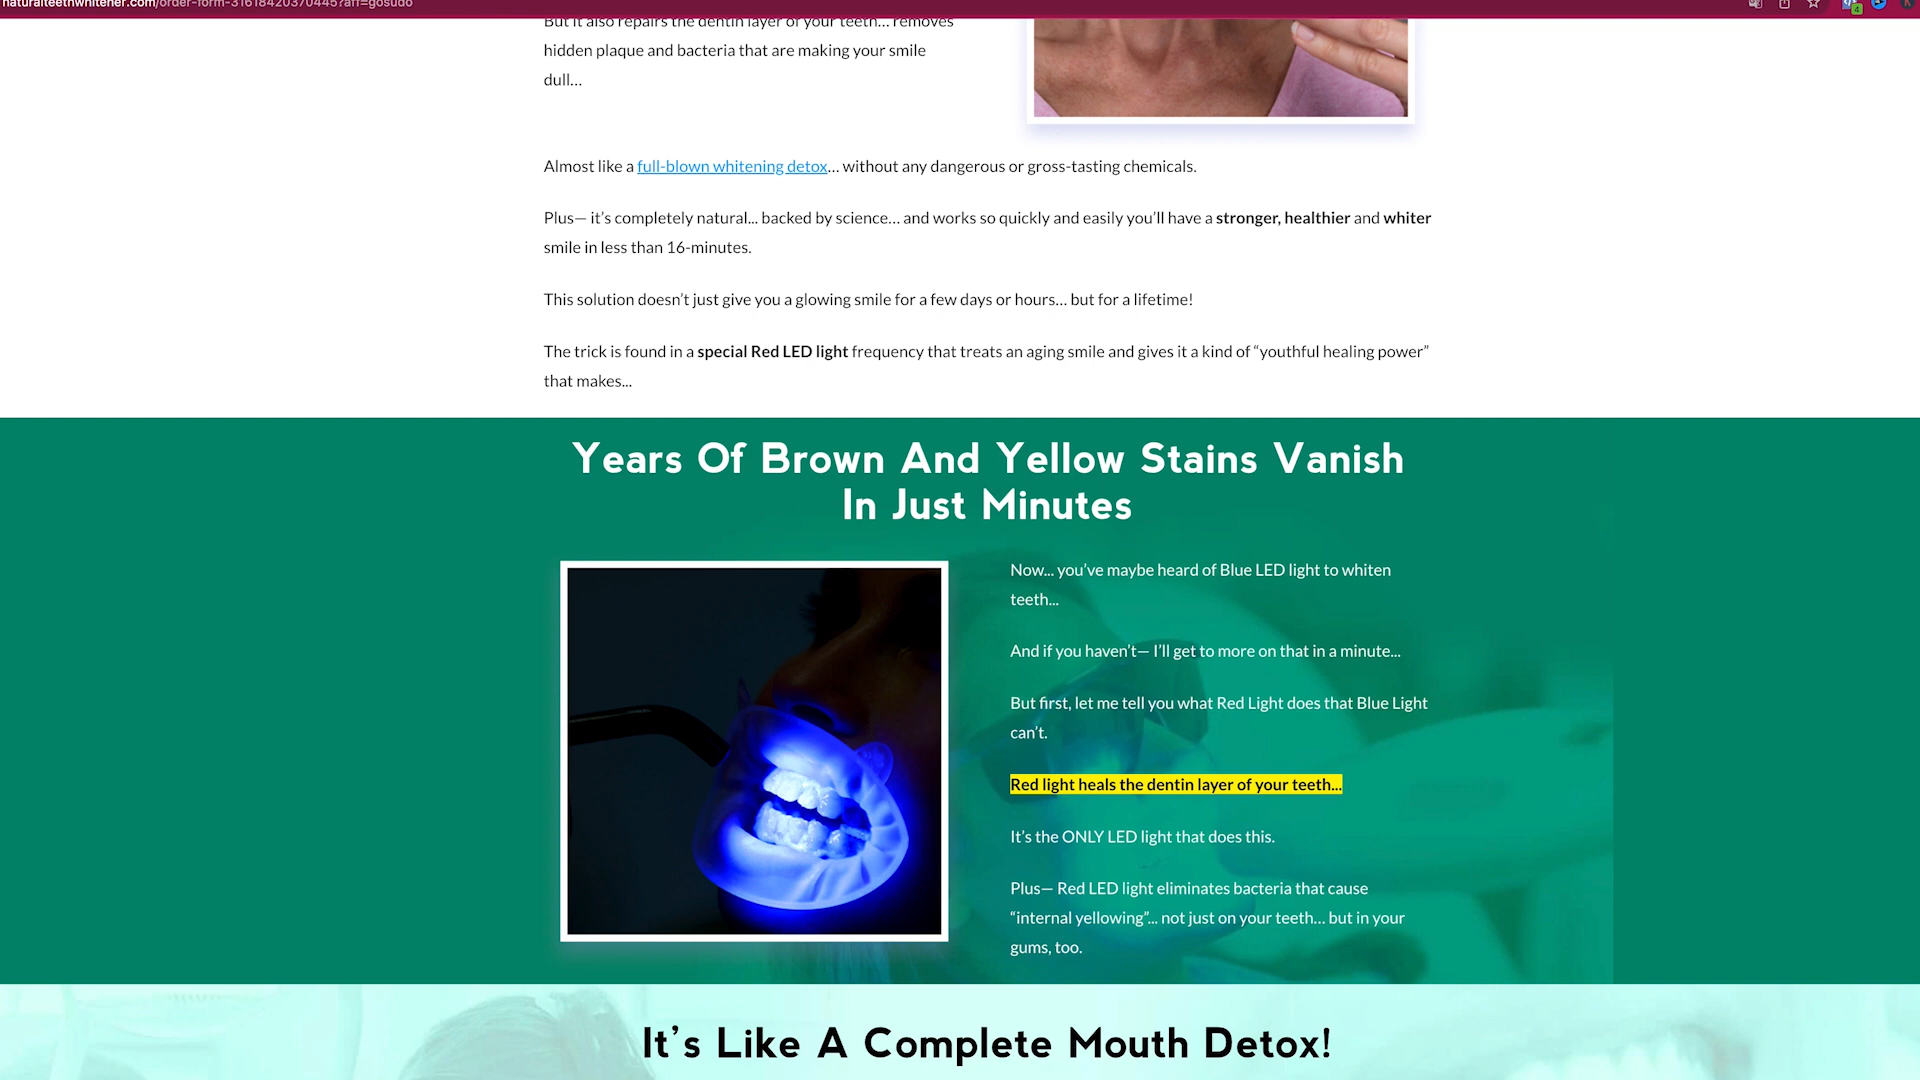 naturalteethwhitener.com/order-form-31618420370445?aff=gosudo
But it also repairs the dentin layer of your teeth... removes
hidden plaque and bacteria that are making your smile
dull...
Almost like a full-blown whitening detox... without any dangerous or gross-tasting chemicals.
Plus— it's completely natural... backed by science... and works so quickly and easily you'll have a stronger, healthier and whiter
smile in less than 16-minutes.
This solution doesn't just give you a glowing smile for a few days or hours... but for a lifetime!
The trick is found in a special Red LED light frequency that treats an aging smile and gives it a kind of “youthful healing power”
that makes...
Years Of Brown And Yellow Stains Vanish
In Just Minutes
Now... you've maybe heard of Blue LED light to whiten
teeth...
And if you haven't— I'll get to more on that in a minute...
But first, let me tell you what Red Light does that Blue Light
can't.
Red light heals the dentin layer of your teeth...
It's the ONLY LED light that does this.
Plus— Red LED light eliminates bacteria that cause
“internal yellowing”... not just on your teeth... but in your
gums, too.
It's Like A Complete Mouth Detox!